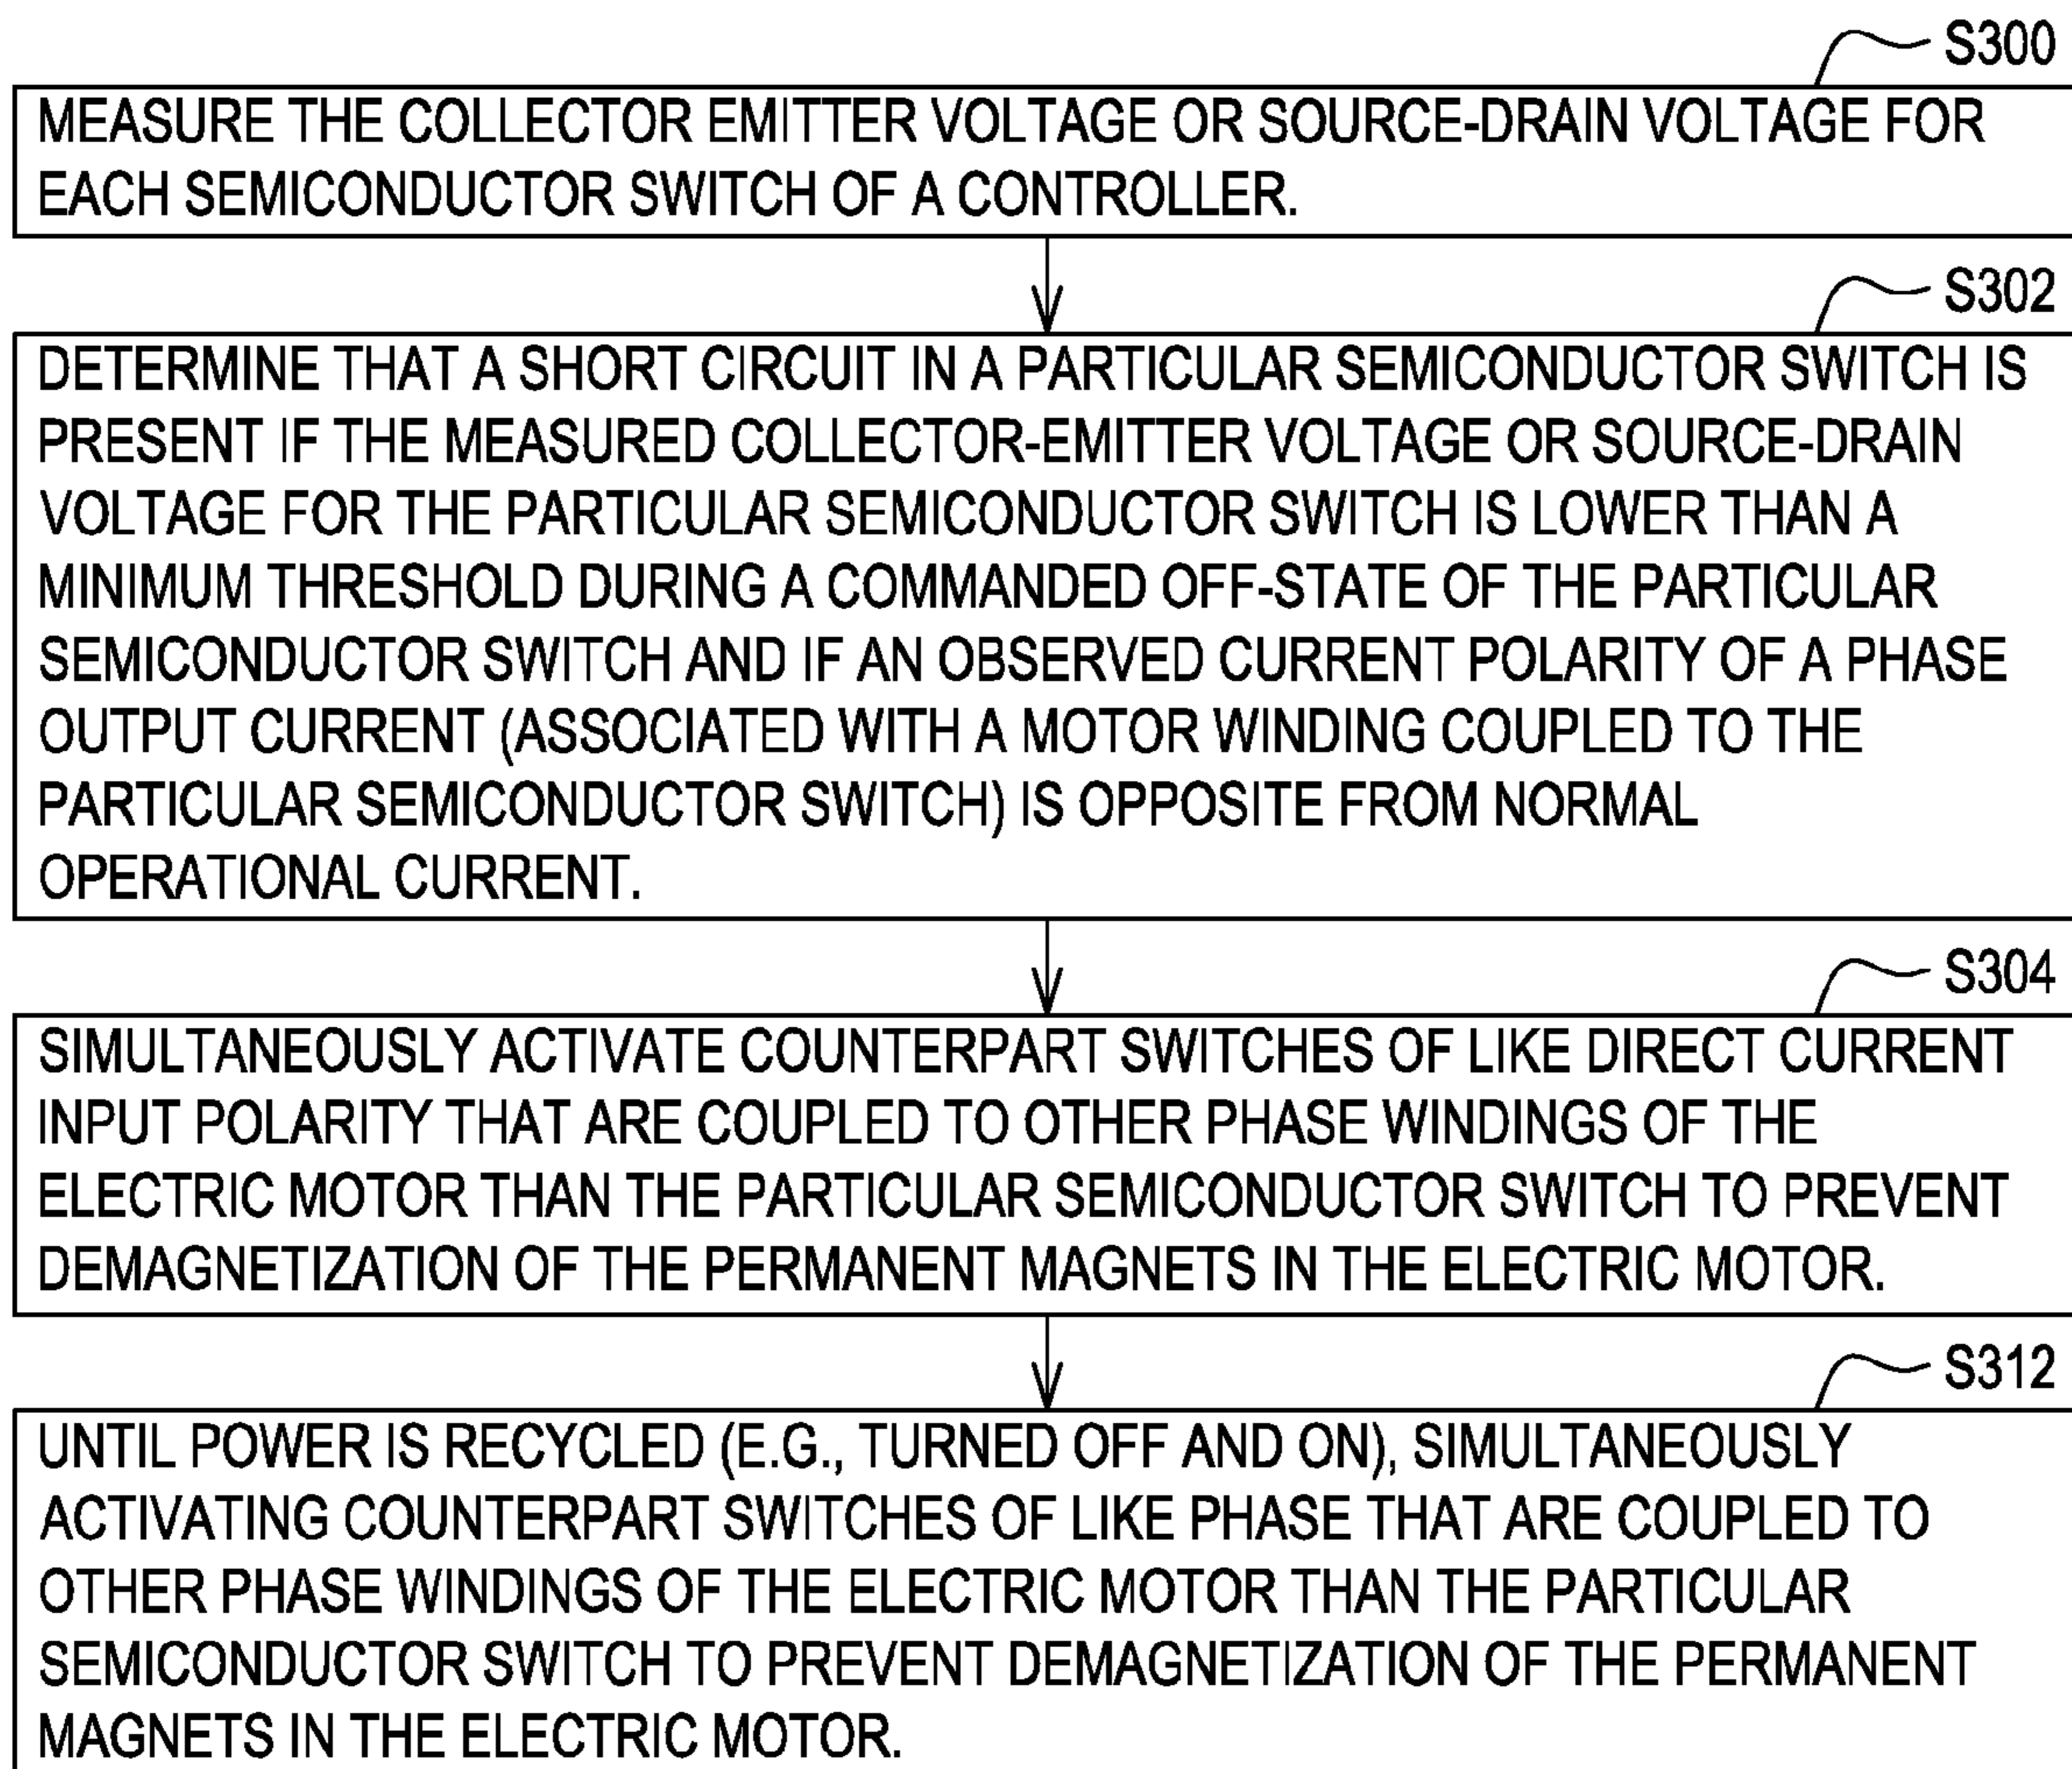 S300
MEASURE THE COLLECTOR EMITTER VOLTAGE OR SOURCE-DRAIN VOLTAGE FOR
EACH SEMICONDUCTOR SWITCH OF A CONTROLLER.
S302
DETERMINE THAT A SHORT CIRCUIT IN A PARTICULAR SEMICONDUCTOR SWITCH IS
PRESENT IF THE MEASURED COLLECTOR-EMITTER VOLTAGE OR SOURCE-DRAIN
VOLTAGE FOR THE PARTICULAR SEMICONDUCTOR SWITCH IS LOWER THAN A
MINIMUM THRESHOLD DURING A COMMANDED OFF-STATE OF THE PARTICULAR
SEMICONDUCTOR SWITCH AND IF AN OBSERVED CURRENT POLARITY OF A PHASE
OUTPUT CURRENT (ASSOCIATED WITH A MOTOR WINDING COUPLED TO THE
PARTICULAR SEMICONDUCTOR SWITCH) IS OPPOSITE FROM NORMAL
OPERATIONAL CURRENT.
S304
SIMULTANEOUSLY ACTIVATE COUNTERPART SWITCHES OF LIKE DIRECT CURRENT
INPUT POLARITY THAT ARE COUPLED TO OTHER PHASE WINDINGS OF THE
ELECTRIC MOTOR THAN THE PARTICULAR SEMICONDUCTOR SWITCH TO PREVENT
DEMAGNETIZATION OF THE PERMANENT MAGNETS IN THE ELECTRIC MOTOR.
S312
UNTIL POWER IS RECYCLED (E.G., TURNED OFF AND ON), SIMULTANEOUSLY
ACTIVATING COUNTERPART SWITCHES OF LIKE PHASE THAT ARE COUPLED TO
OTHER PHASE WINDINGS OF THE ELECTRIC MOTOR THAN THE PARTICULAR
SEMICONDUCTOR SWITCH TO PREVENT DEMAGNETIZATION OF THE PERMANENT
MAGNETS IN THE ELECTRIC MOTOR.